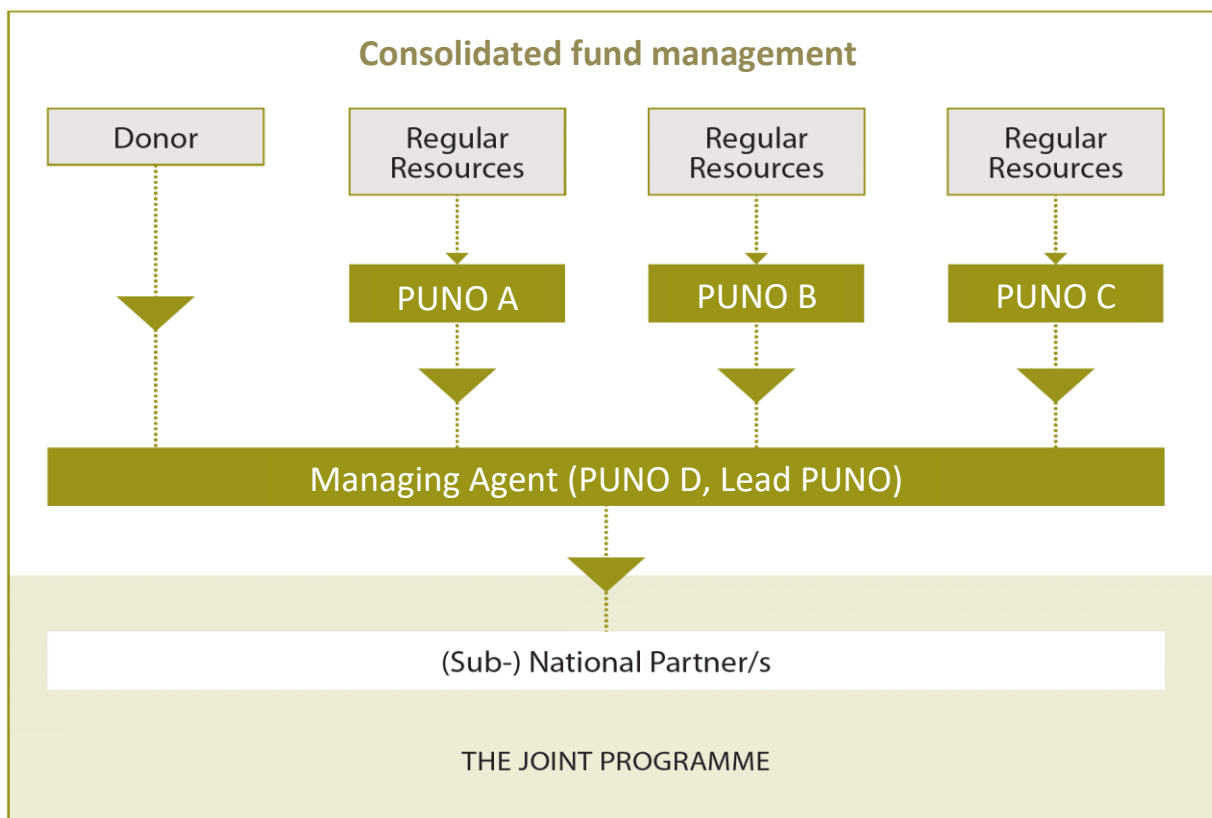 Consolidated fund management
Donor
Regular
Resources
Regular
Resources
Regular
Resources
PUNO A
PUNO B
PUNO C
Managing Agent (PUNO D, Lead PUNO)
(Sub-) National Partner/s
THE JOINT PROGRAMME